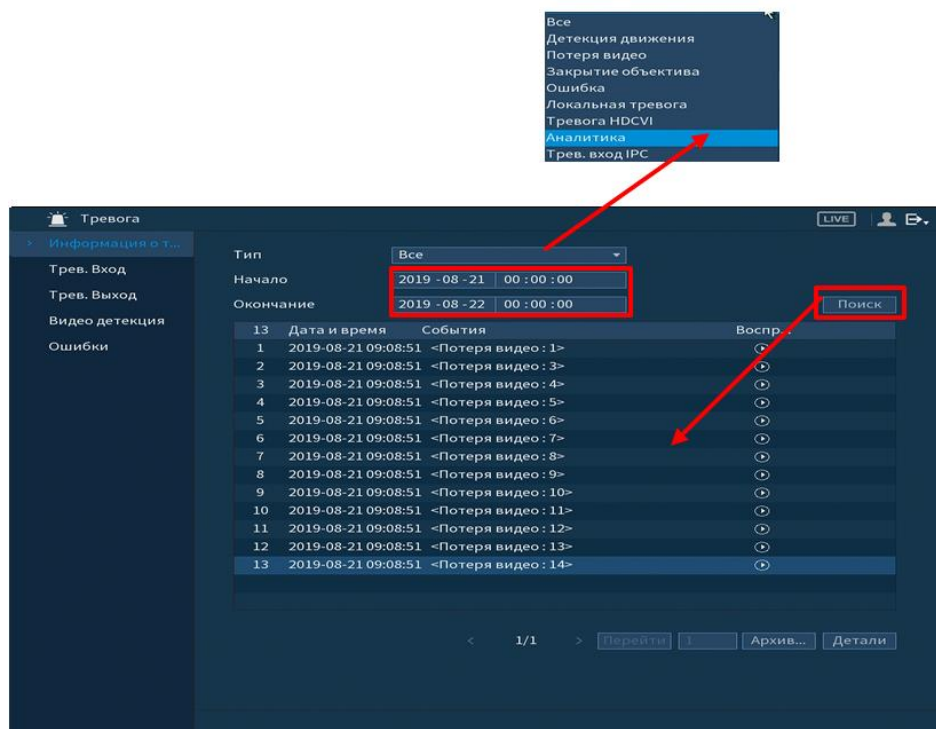 Все
Детекция движения
Потеря видео
Закрытие объектива
Ошибка
Локальная тревога
Тревога HDCVI
Аналитика
Трев. вход IPC
Тревога LIVE
Информация о т...
Трев. Вход
Трев. Выход
Видео детекция
Ошибки
Тип Все
Начало 2019 -08 -21 00 : 00 : 00
Окончание 2019 -08 -22 00 : 00 : 00 Поиск
13 Дата и время События Воспр...
1 2019-08-21 09:08:51 <Потеря видео : 1>
2 2019-08-21 09:08:51 <Потеря видео : 3>
3 2019-08-21 09:08:51 <Потеря видео : 4>
4 2019-08-21 09:08:51 <Потеря видео : 5>
5 2019-08-21 09:08:51 <Потеря видео : 6>
6 2019-08-21 09:08:51 <Потеря видео : 7>
7 2019-08-21 09:08:51 <Потеря видео : 8>
8 2019-08-21 09:08:51 <Потеря видео : 9>
9 2019-08-21 09:08:51 <Потеря видео : 10>
10 2019-08-21 09:08:51 <Потеря видео : 11>
11 2019-08-21 09:08:51 <Потеря видео : 12>
12 2019-08-21 09:08:51 <Потеря видео : 13>
13 2019-08-21 09:08:51 <Потеря видео : 14>
< 1/1 > Перейти 1 Архив... Детали